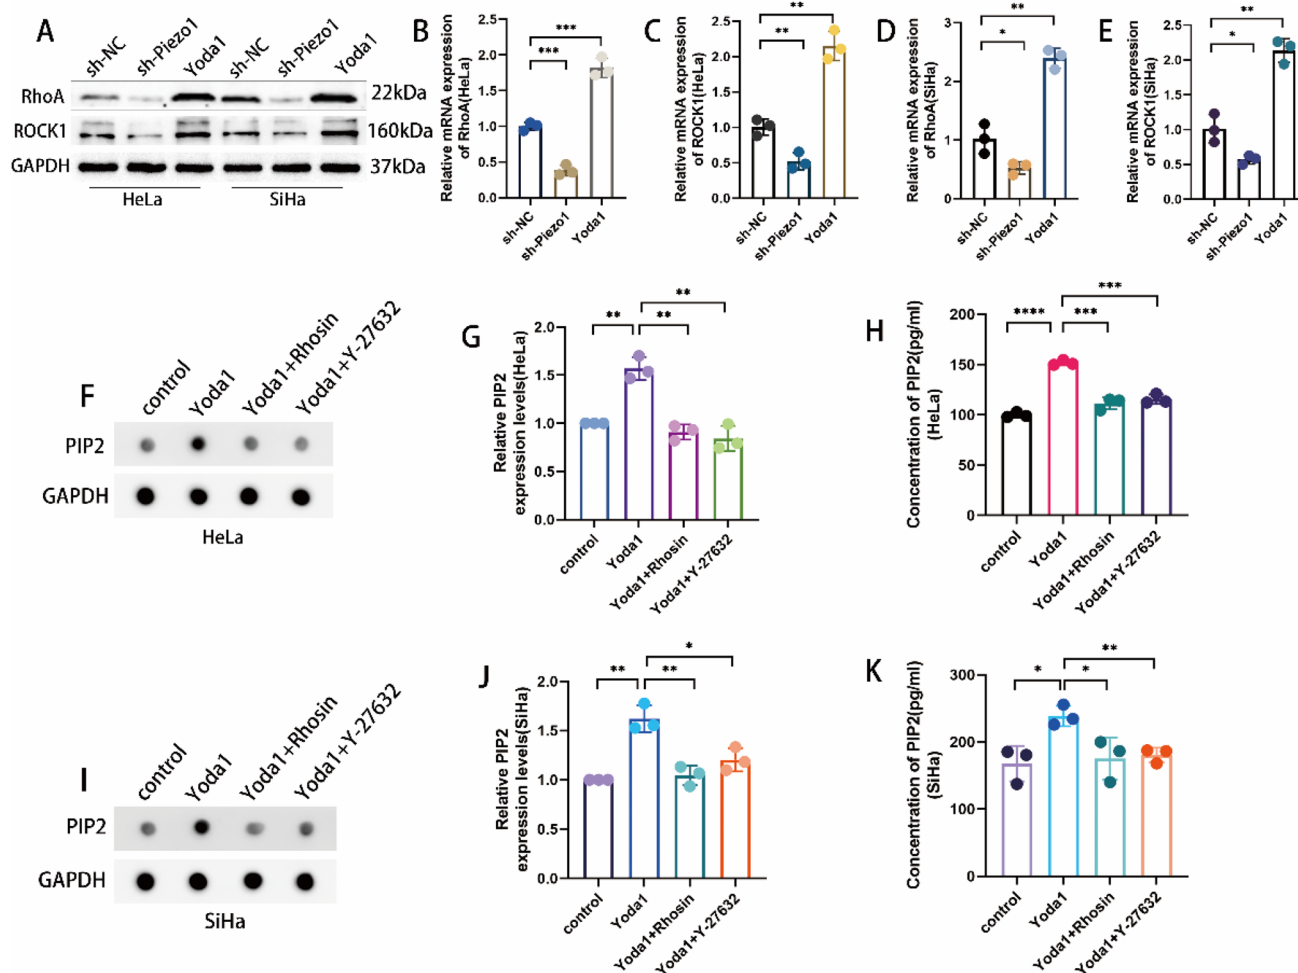 A
sh-NC
sh-Piezo1
Yoda1
sh-NC
sh-Piezo1
Yoda1
RhoA
22kDa
ROCK1
160kDa
GAPDH
37kDa
HeLa
SiHa
B
Relative mRNA expression
of RhoA(HeLa)
2.5
2.0
1.5
1.0
0.5
0.0
***
***
sh-NC
sh-Piezo1
Yoda1
C
Relative mRNA expression
of ROCK1(HeLa)
2.5
2.0
1.5
1.0
0.5
0.0
**
**
sh-NC
sh-Piezo1
Yoda1
D
Relative mRNA expression
of RhoA(SiHa)
3
2
1
0
**
*
sh-NC
sh-Piezo1
Yoda1
E
Relative mRNA expression
of ROCK1(SiHa)
2.5
2.0
1.5
1.0
0.5
0.0
**
*
sh-NC
sh-Piezo1
Yoda1
F
control
Yoda1
Yoda1+Rhosin
Yoda1+Y-27632
PIP2
GAPDH
HeLa
G
Relative PIP2
expression levels(HeLa)
2.0
1.5
1.0
0.5
0.0
**
**
**
control
Yoda1
Yoda1+Rhosin
Yoda1+Y-27632
H
Concentration of PIP2(pg/ml)
(HeLa)
200
150
100
50
0
***
****
***
control
Yoda1
Yoda1+Rhosin
Yoda1+Y-27632
I
control
Yoda1
Yoda1+Rhosin
Yoda1+Y-27632
PIP2
GAPDH
SiHa
J
Relative PIP2
expression levels(SiHa)
2.0
1.5
1.0
0.5
0.0
*
**
**
control
Yoda1
Yoda1+Rhosin
Yoda1+Y-27632
K
Concentration of PIP2(pg/ml)
(SiHa)
300
200
100
0
**
*
*
control
Yoda1
Yoda1+Rhosin
Yoda1+Y-27632